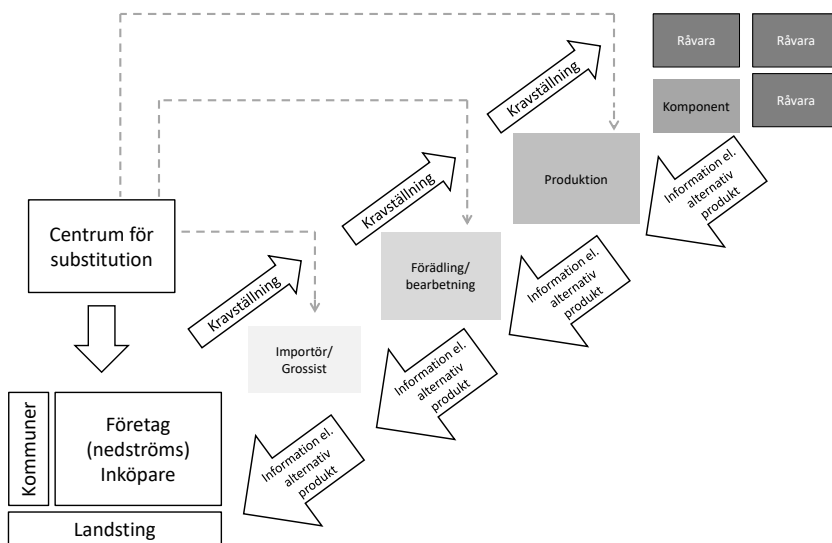 Råvara
Råvara
Kravställning
Komponent
Råvara
Information el.
alternativ
produkt
Produktion
Kravställning
Centrum för
substitution
Förädling/
bearbetning
Information el.
alternativ
produkt
Kravställning
Importör/
Grossist
Information el.
alternativ
produkt
Kommuner
Företag
(nedströms)
Inköpare
Information el.
alternativ
produkt
Landsting